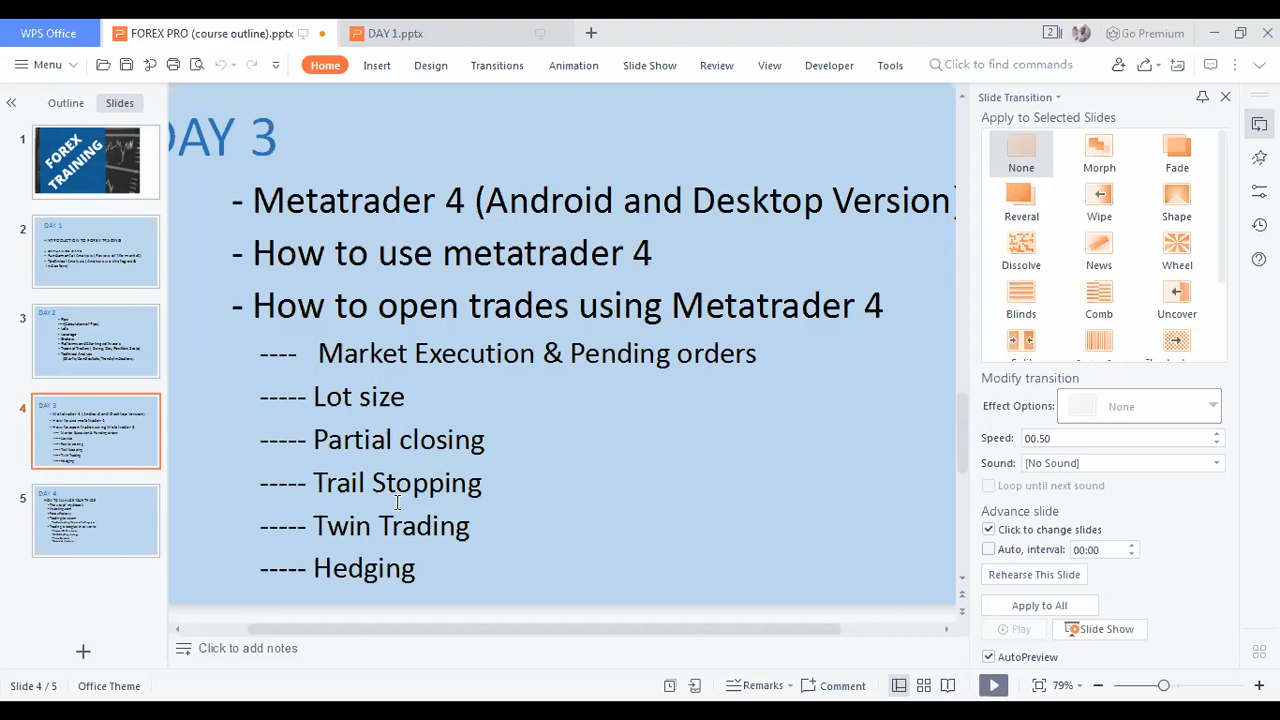 WPS Office
FOREX PRO (course outline).pptx
DAY 1.pptx
2
Go Premium
Menu
Home
Insert
Design
Transitions
Animation
Slide Show
Review
View
Developer
Tools
Click to find commands
Outline
Slides
1
FOREX
TRAINING
2
DAY 1
3
DAY 2
4
DAY 3
5
DAY 4
DAY 3
- Metatrader 4 (Android and Desktop Version)
- How to use metatrader 4
- How to open trades using Metatrader 4
---- Market Execution & Pending orders
----- Lot size
----- Partial closing
----- Trail Stopping
----- Twin Trading
----- Hedging
Click to add notes
Slide Transition
Apply to Selected Slides
None
Morph
Fade
Reveral
Wipe
Shape
Dissolve
News
Wheel
Blinds
Comb
Uncover
Modify transition
Effect Options:
None
Speed:
00.50
Sound:
[No Sound]
Loop until next sound
Advance slide
Click to change slides
Auto, interval:
00:00
Rehearse This Slide
Apply to All
Play
Slide Show
AutoPreview
Slide 4 / 5
Office Theme
Remarks
Comment
79%